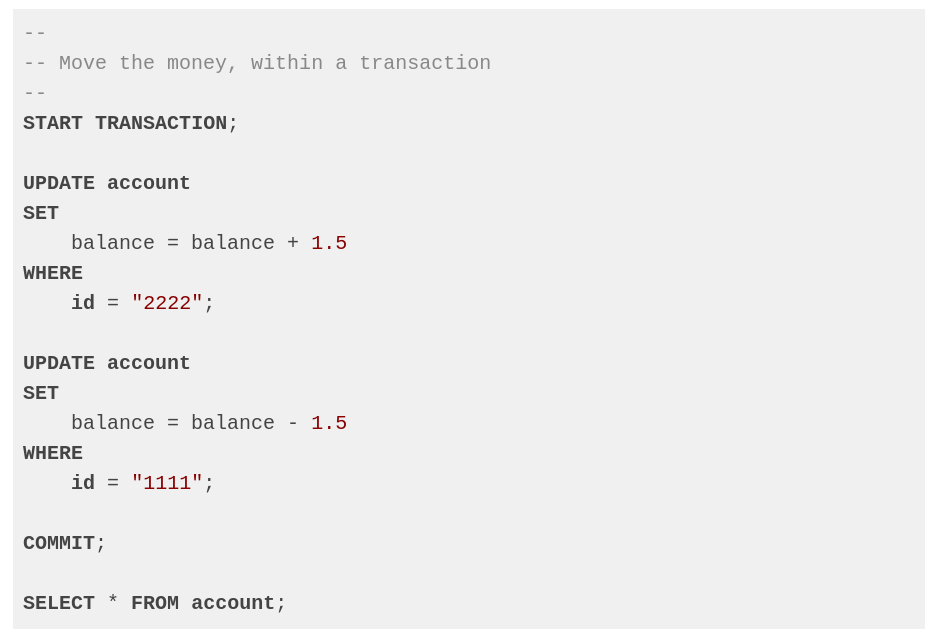 --
-- Move the money, within a transaction
--
START TRANSACTION;
UPDATE account
SET
balance = balance + 1.5
WHERE
id = "2222";
UPDATE account
SET
balance = balance - 1.5
WHERE
id = "1111";
COMMIT;
SELECT * FROM account;